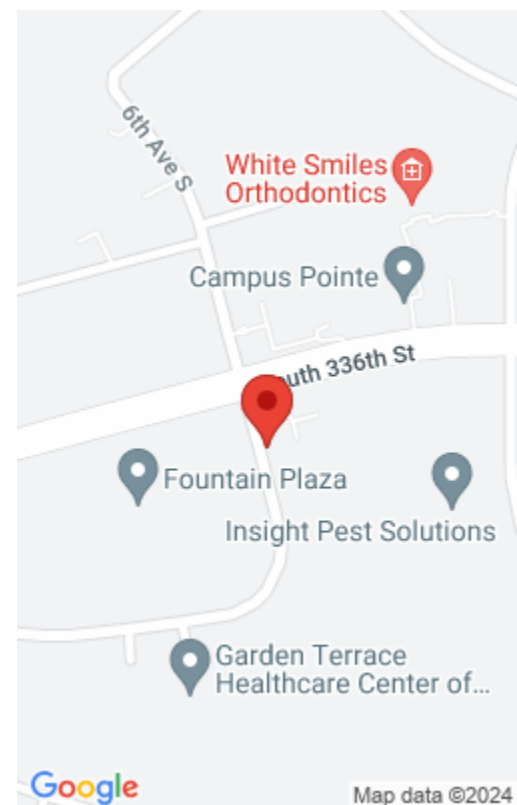 6th Ave S
White Smiles
Orthodontics
Campus Pointe
outh 336th St
Fountain Plaza
Insight Pest Solutions
Garden Terrace
Healthcare Center of...
Google
Map data ©2024